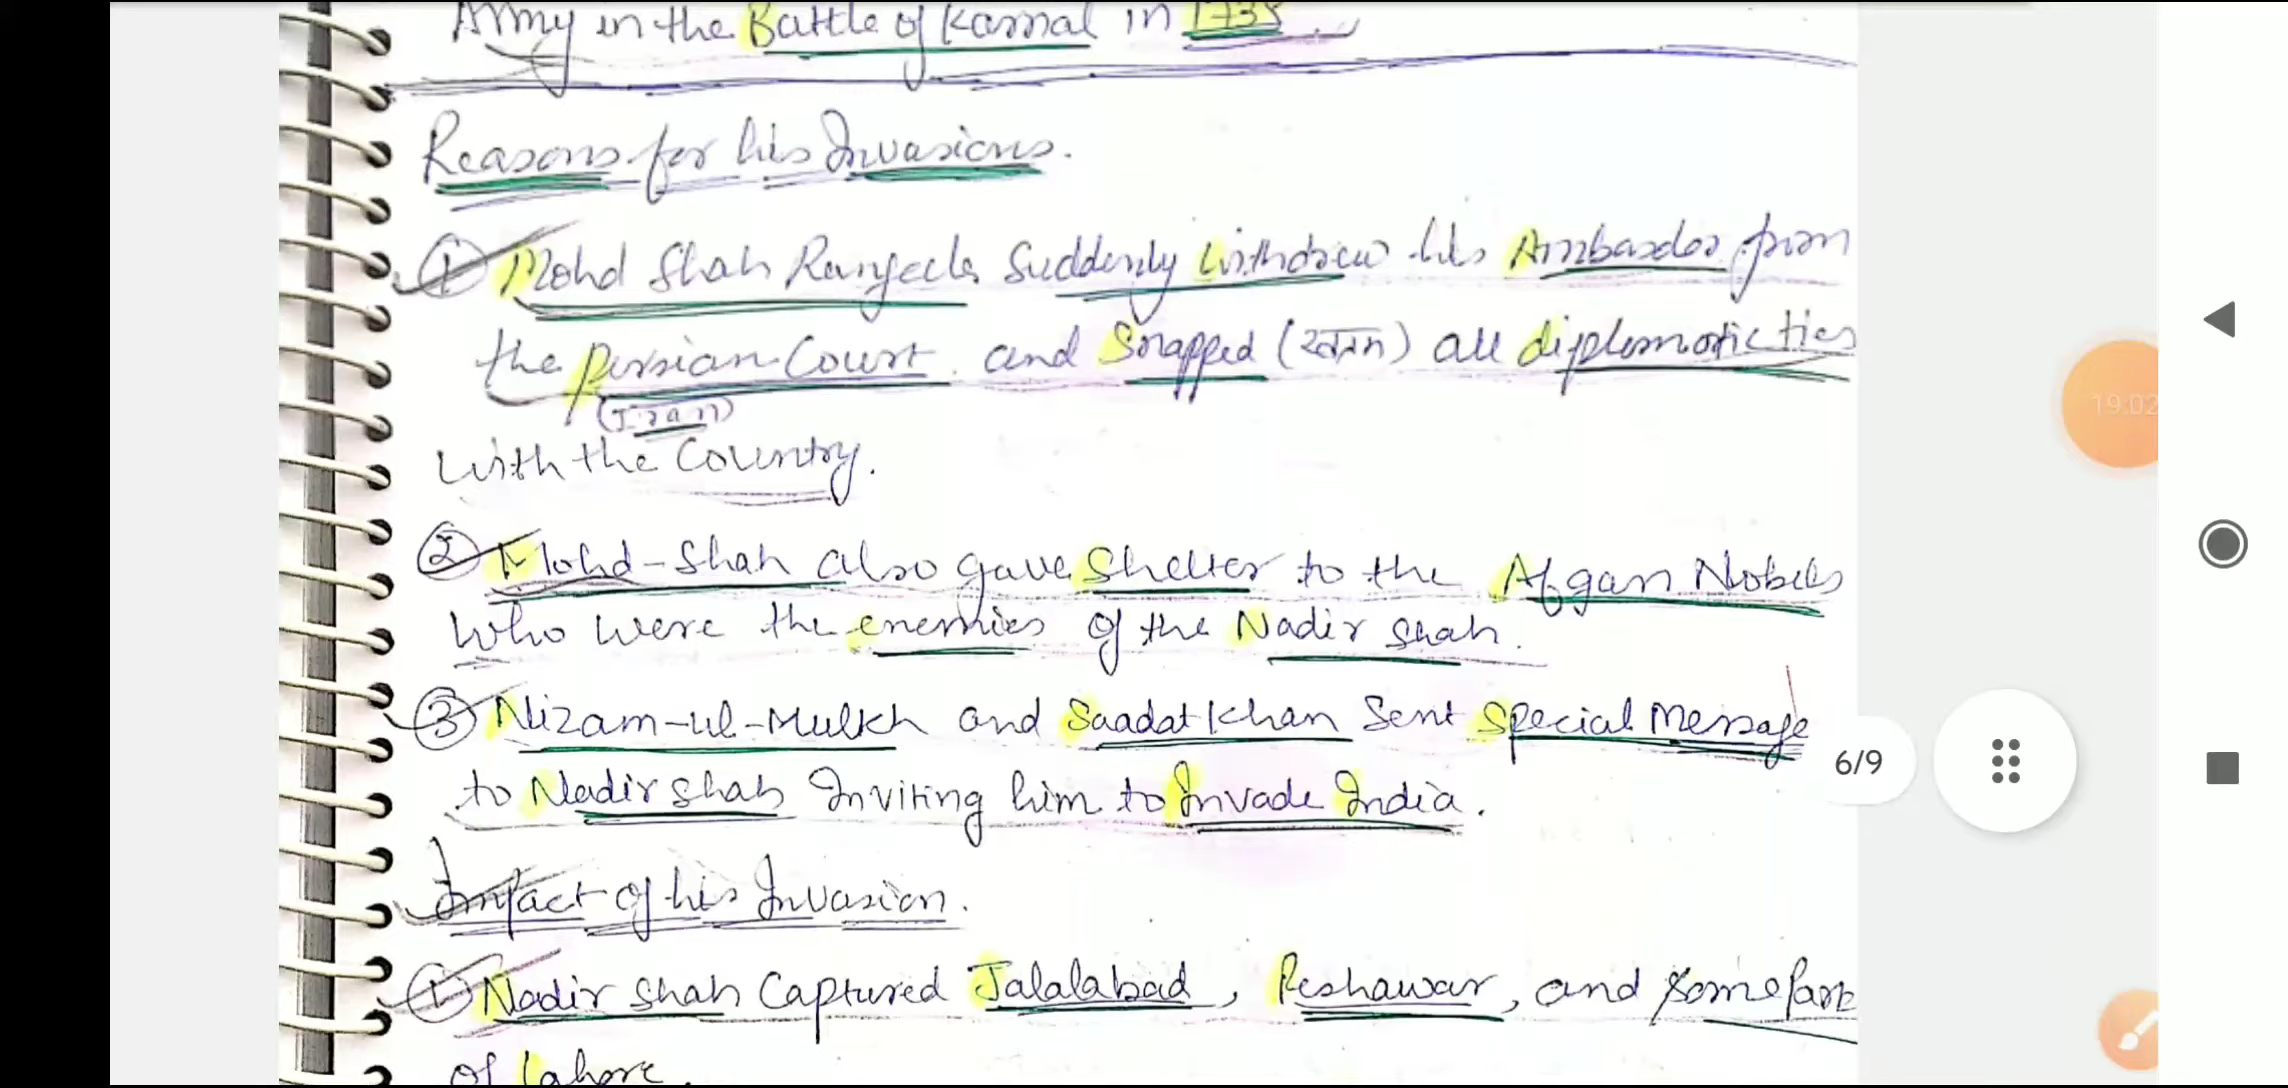 Army in the Battle of Karnal in 1738
Reasons for his Invasions.
① Mohd Shah Rangeela Suddenly withdrew his Ambasdor from
the Persian Court and Snapped (खत्म) all diplomatic ties
(Iran)
with the Country.
② Mohd-Shah also gave Shelter to the Afgan Nobels
who were the enemies of the Nadir Shah.
③ Nizam-ul-Mulkh and Saadat Khan Sent Special Message
to Nadir Shah Inviting him to Invade India.
Impact of his Invasion.
① Nadir Shah Captured Jalalabad, Peshawar, and some Part
of Lahore.
19:02
6/9